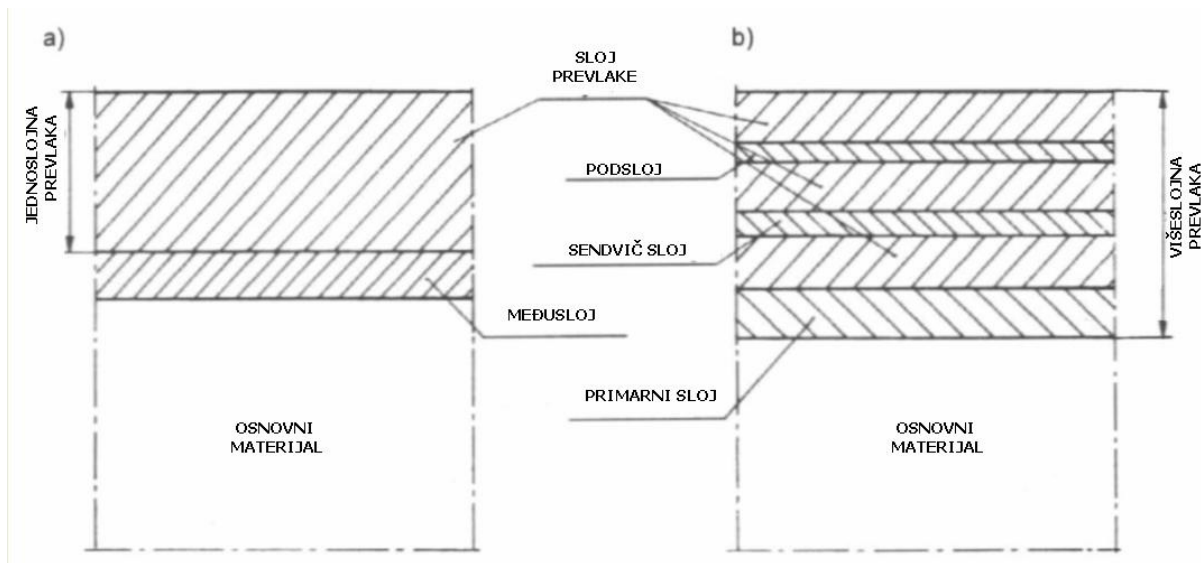 a)
b)
SLOJ
PREVLAKE
JEDNOSLOJNA
PREVLAKA
PODSLOJ
VIŠESLOJNA
PREVLAKA
SENDVIČ SLOJ
MEĐUSLOJ
PRIMARNI SLOJ
OSNOVNI
MATERIJAL
OSNOVNI
MATERIJAL